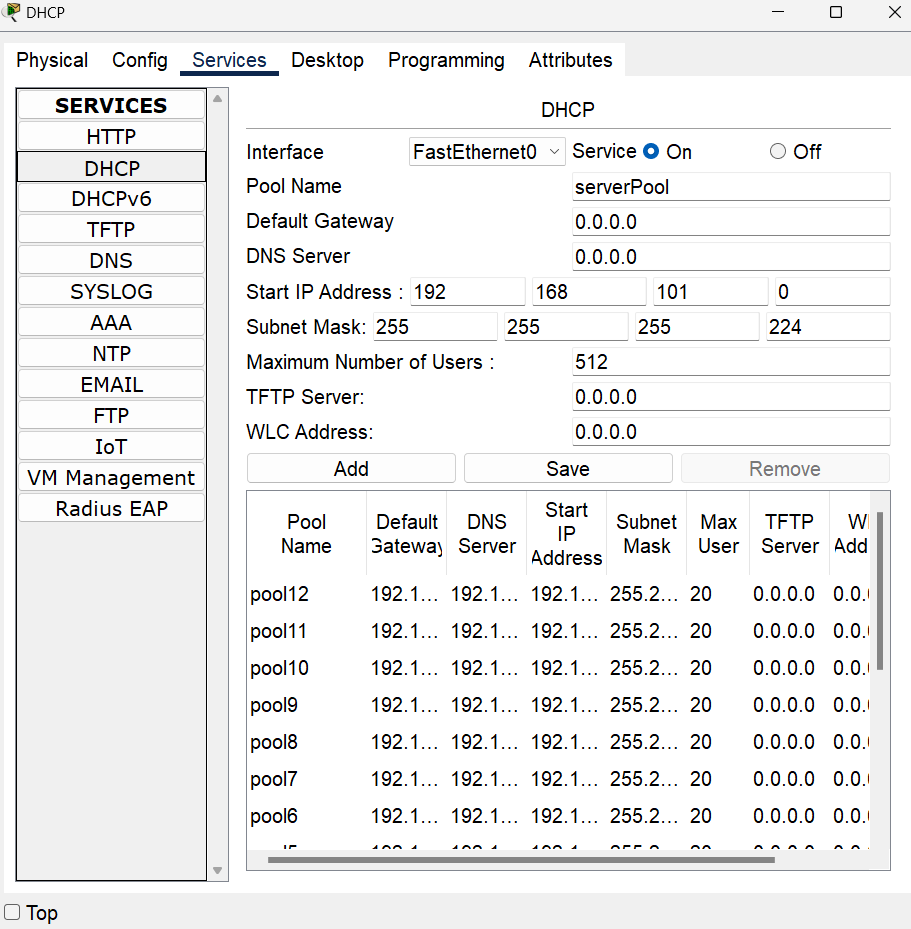 DHCP
Physical Config Services Desktop Programming Attributes
SERVICES
HTTP
DHCP
DHCPv6
TFTP
DNS
SYSLOG
AAA
NTP
EMAIL
FTP
IoT
VM Management
Radius EAP
DHCP
Interface FastEthernet0 Service On Off
Pool Name serverPool
Default Gateway 0.0.0.0
DNS Server 0.0.0.0
Start IP Address : 192 168 101 0
Subnet Mask: 255 255 255 224
Maximum Number of Users : 512
TFTP Server: 0.0.0.0
WLC Address: 0.0.0.0
Add Save Remove
Pool Name Default Gateway DNS Server Start IP Address Subnet Mask Max User TFTP Server
pool12 192.1... 192.1... 192.1... 255.2... 20 0.0.0.0 0.0.
pool11 192.1... 192.1... 192.1... 255.2... 20 0.0.0.0 0.0.
pool10 192.1... 192.1... 192.1... 255.2... 20 0.0.0.0 0.0.
pool9 192.1... 192.1... 192.1... 255.2... 20 0.0.0.0 0.0.
pool8 192.1... 192.1... 192.1... 255.2... 20 0.0.0.0 0.0.
pool7 192.1... 192.1... 192.1... 255.2... 20 0.0.0.0 0.0.
pool6 192.1... 192.1... 192.1... 255.2... 20 0.0.0.0 0.0.
Top